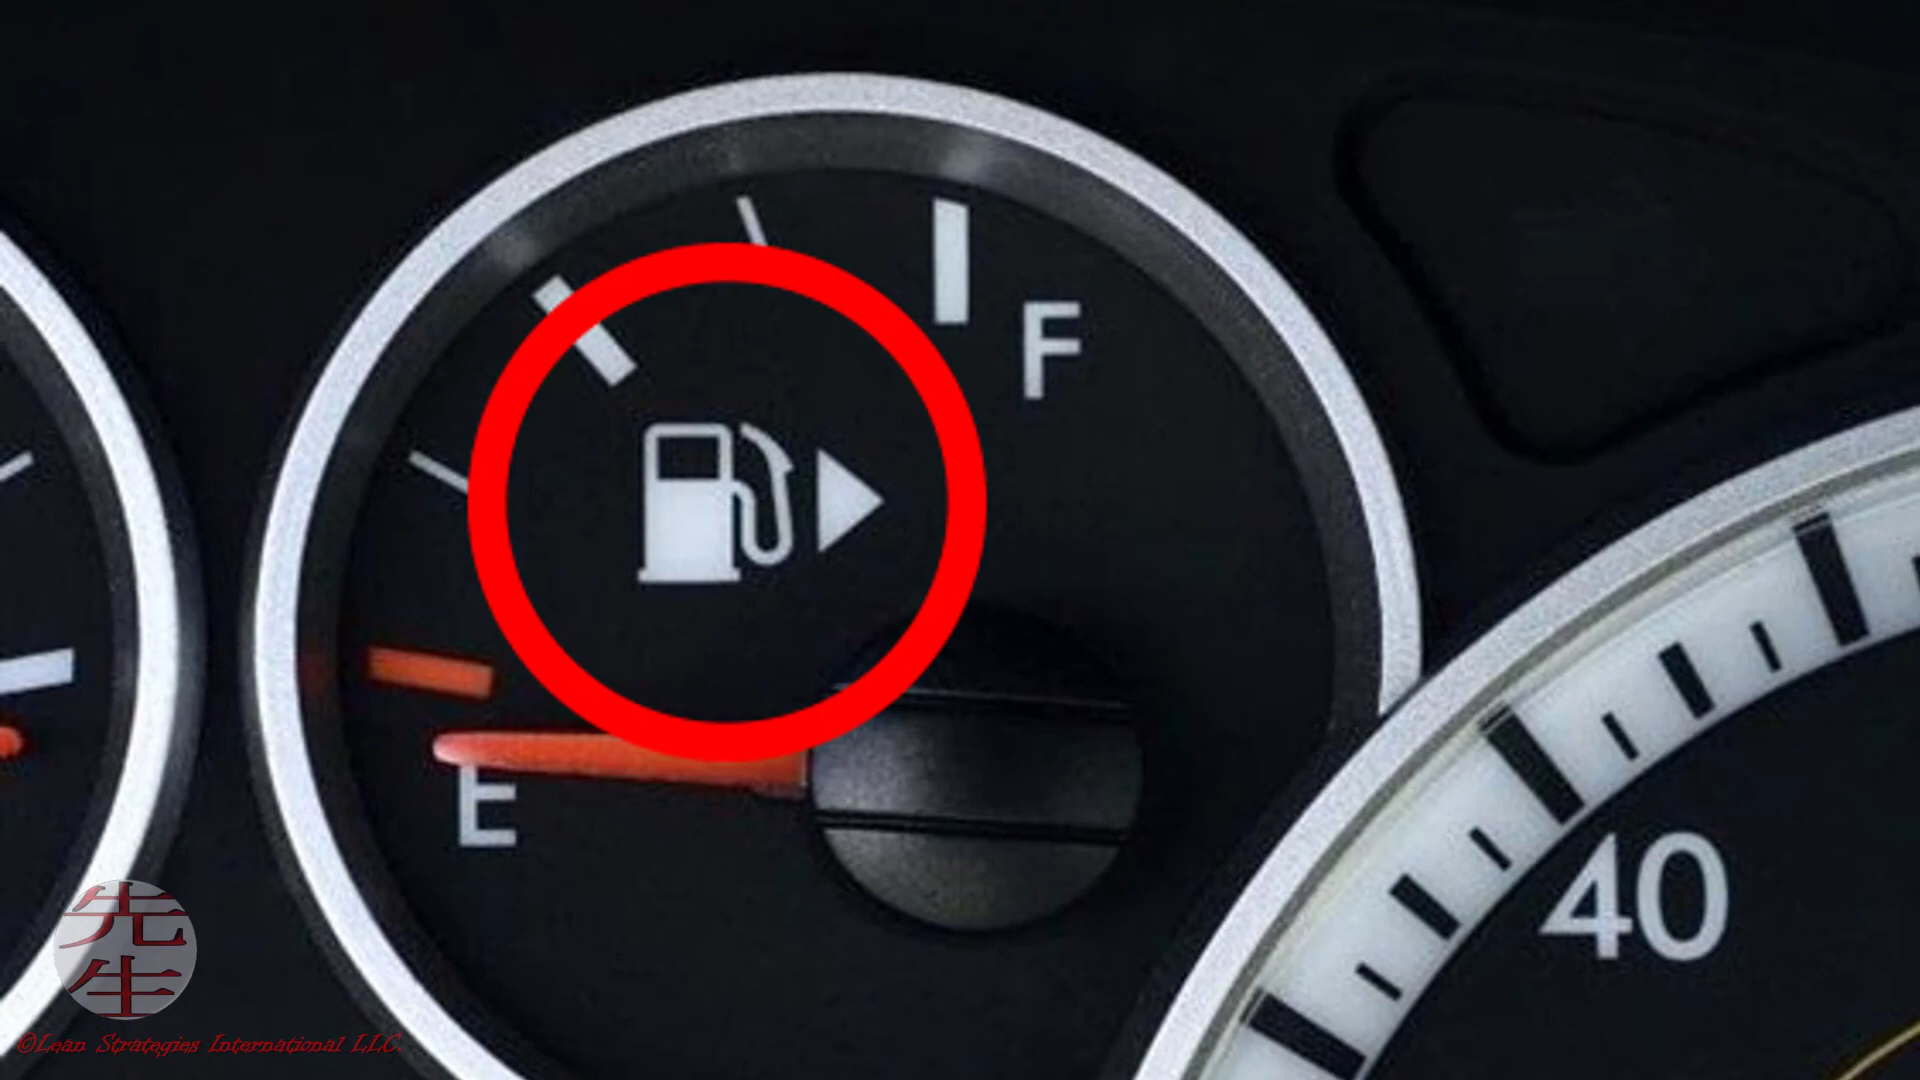 F
E
40
先
生
©Lean Strategies International LLC.